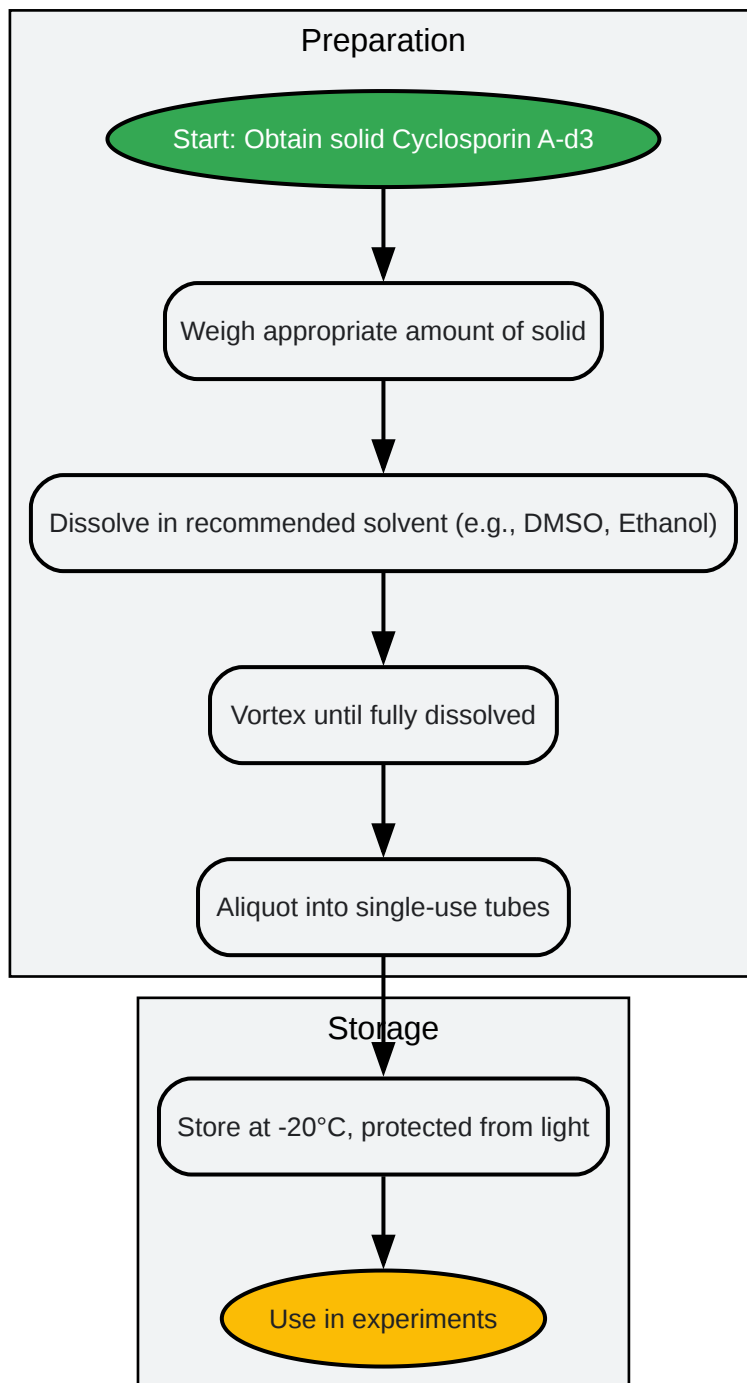 Preparation
Start: Obtain solid Cyclosporin A-d3
Weigh appropriate amount of solid
Dissolve in recommended solvent (e.g., DMSO, Ethanol)
Vortex until fully dissolved
Aliquot into single-use tubes
Storage
Store at -20°C, protected from light
Use in experiments